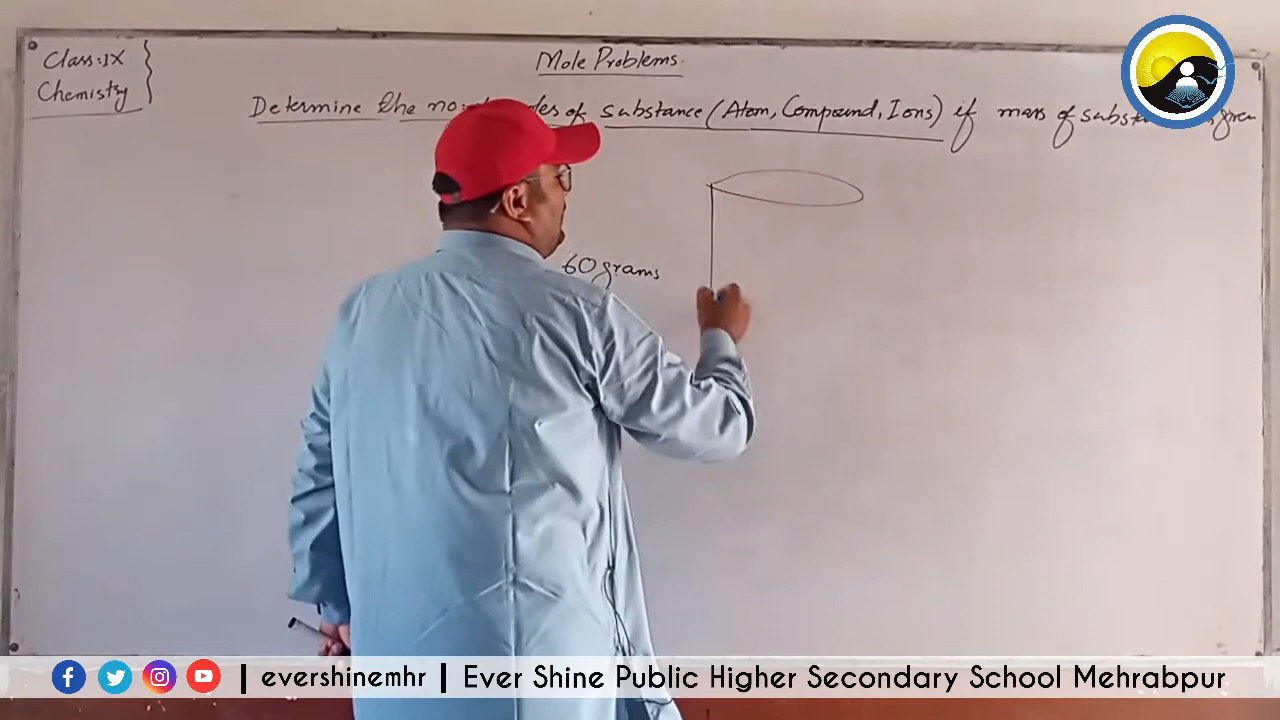 Class: IX
Chemistry
Mole Problems.
Determine the no: of substance (Atom, Compound, Ions) if mass of given
60 grams
| evershinemhr | Ever Shine Public Higher Secondary School Mehrabpur